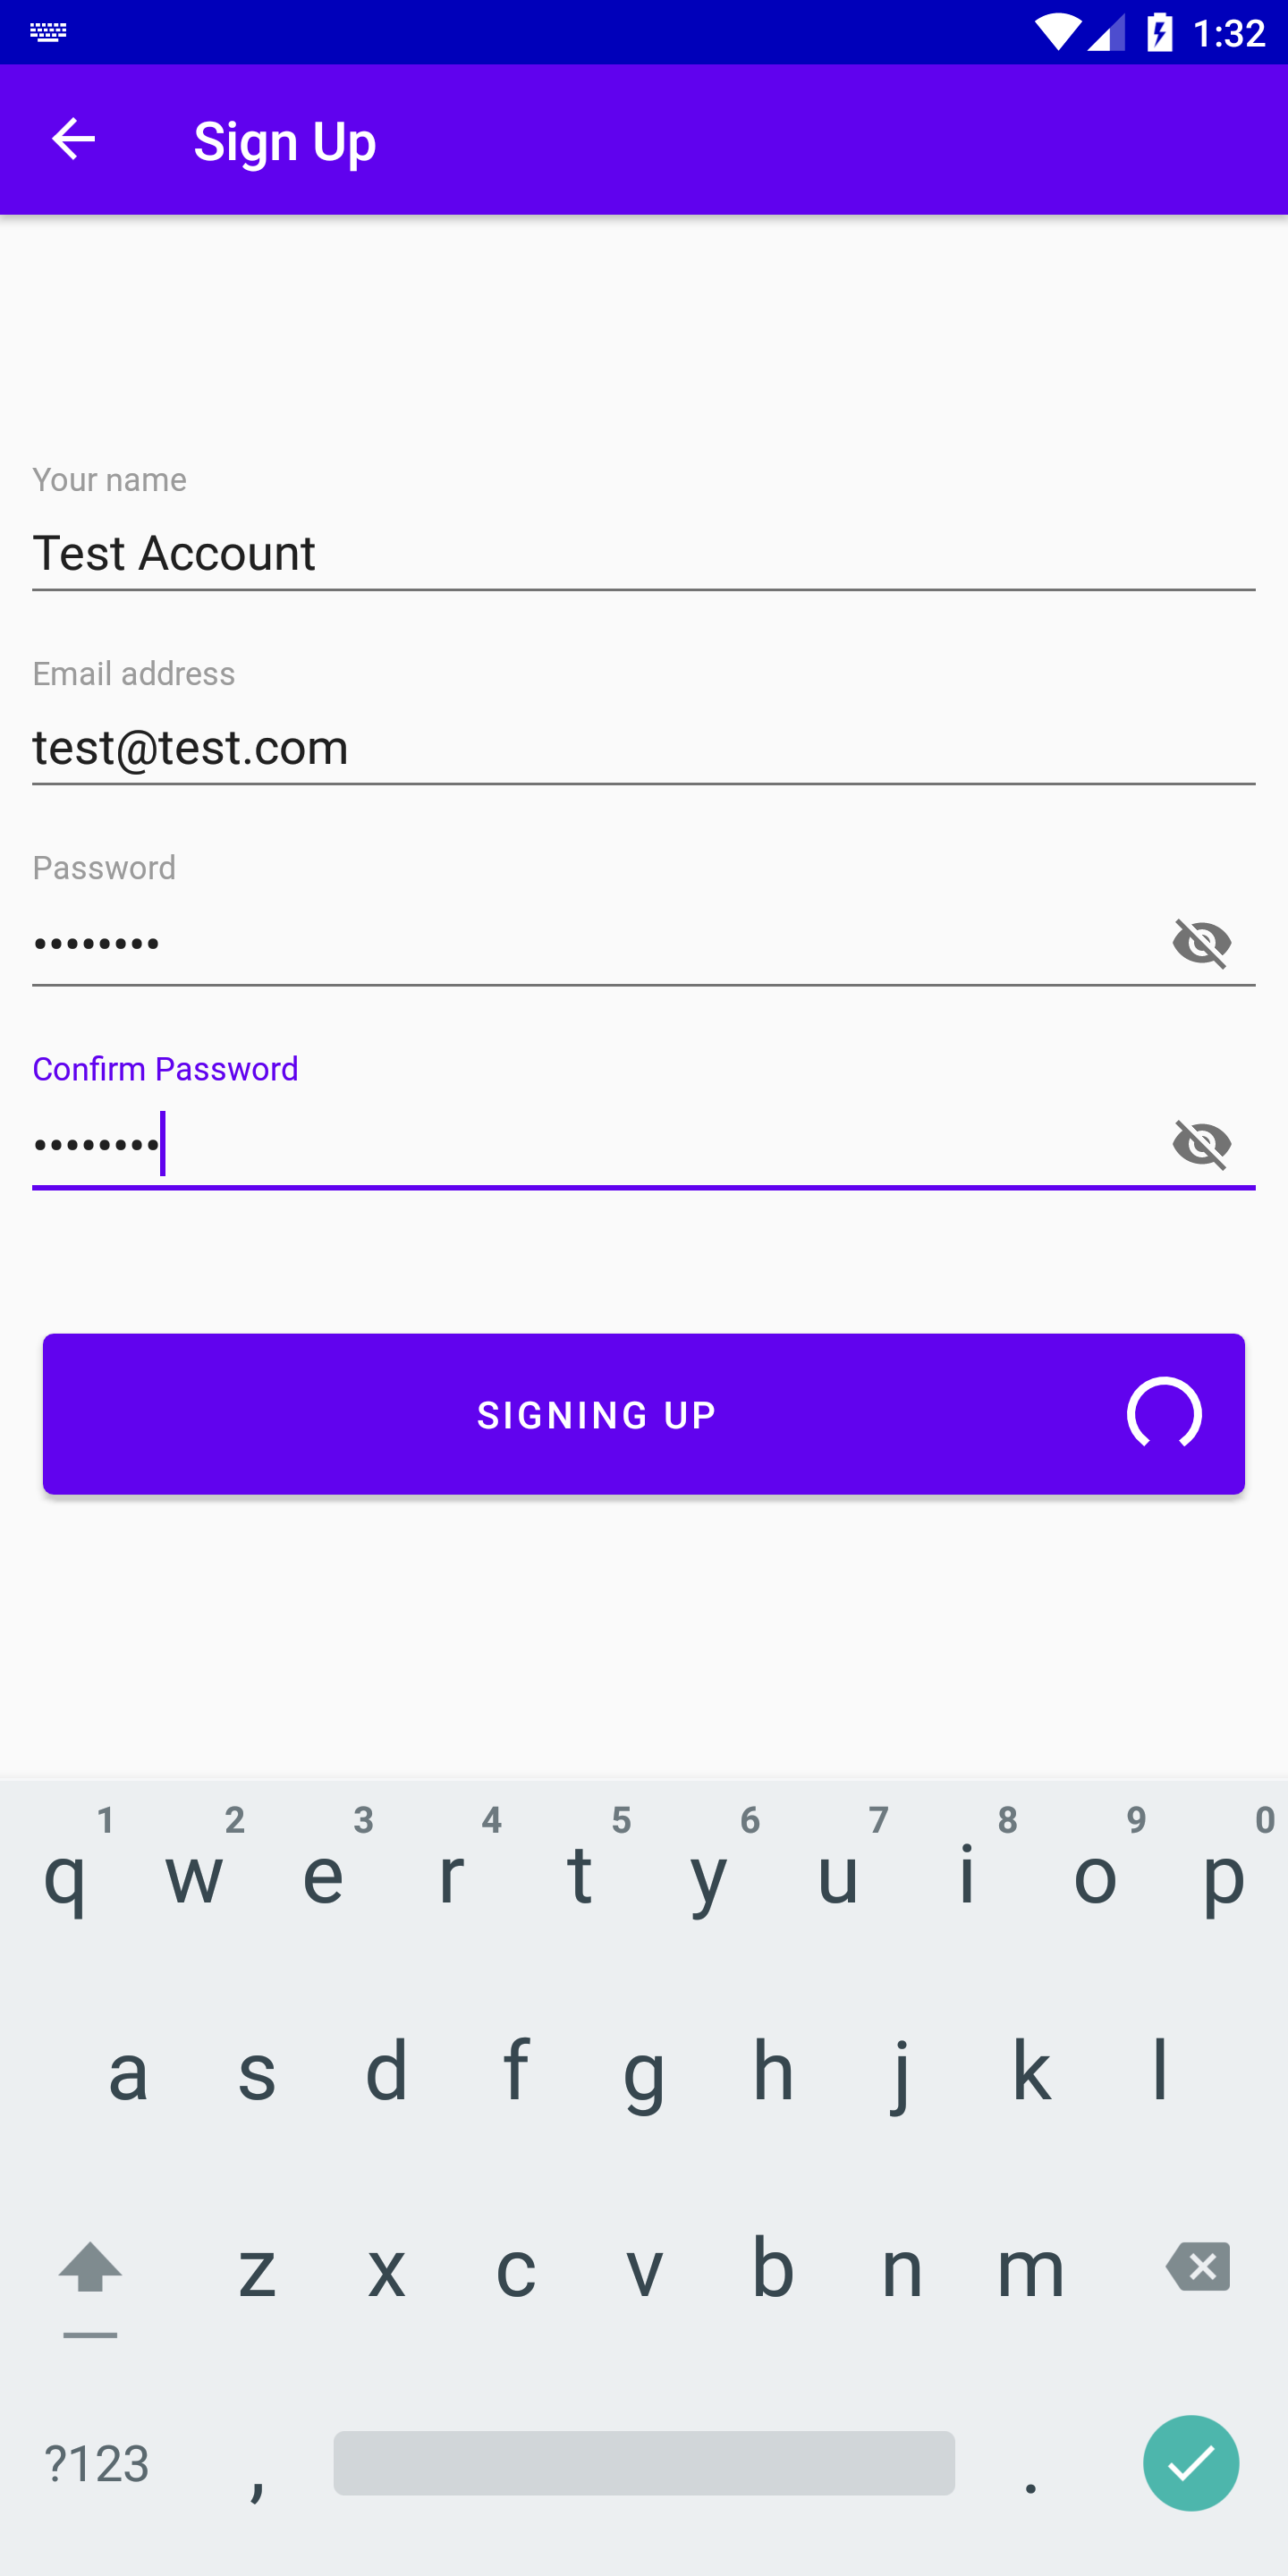 1:32
Sign Up
Your name
Test Account
Email address
test@test.com
Password
••••••••
Confirm Password
••••••••
SIGNING UP
1 2 3 4 5 6 7 8 9 0
q w e r t y u i o p
a s d f g h j k l
z x c v b n m
?123 , .